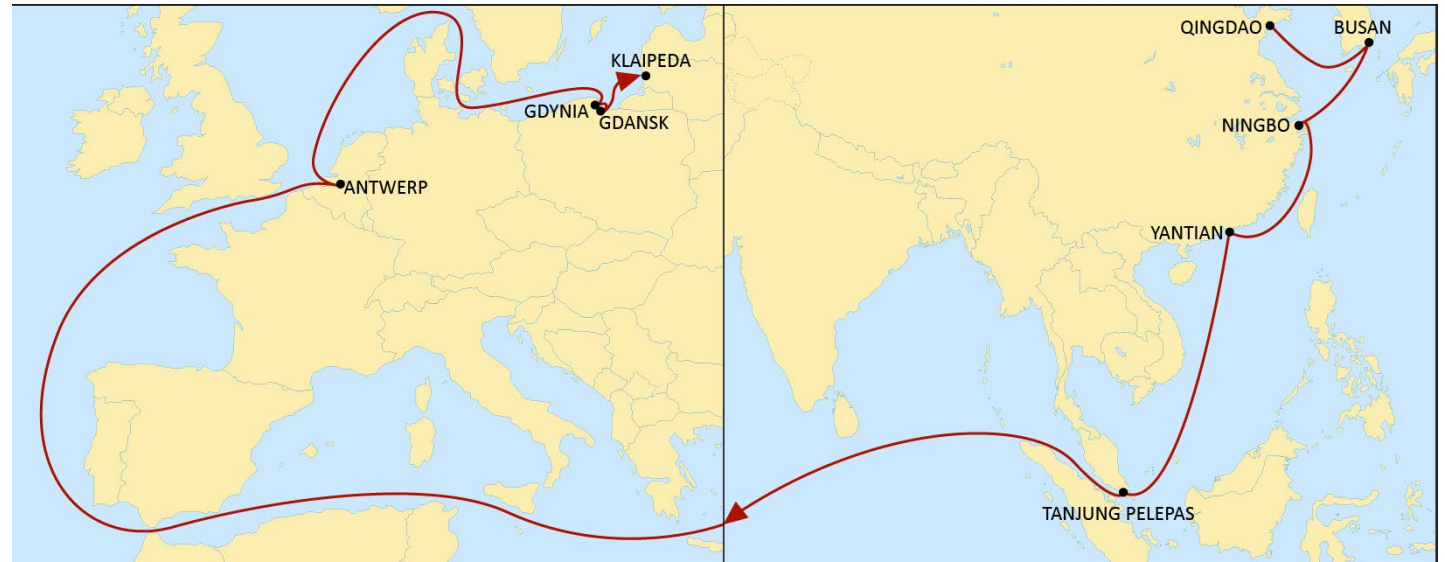 KLAIPEDA
GDYNIA
GDANSK
ANTWERP
QINGDAO
BUSAN
NINGBO
YANTIAN
TANJUNG PELEPAS